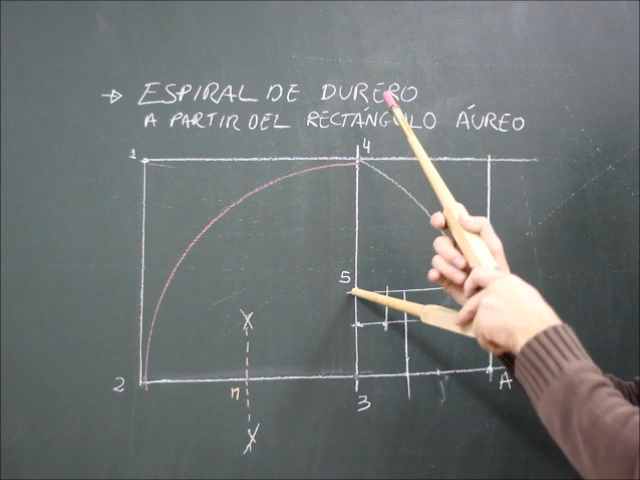 → ESPIRAL DE DURERO
A PARTIR DEL RECTÁNGULO ÁUREO
1
4
5
2
n
3
A